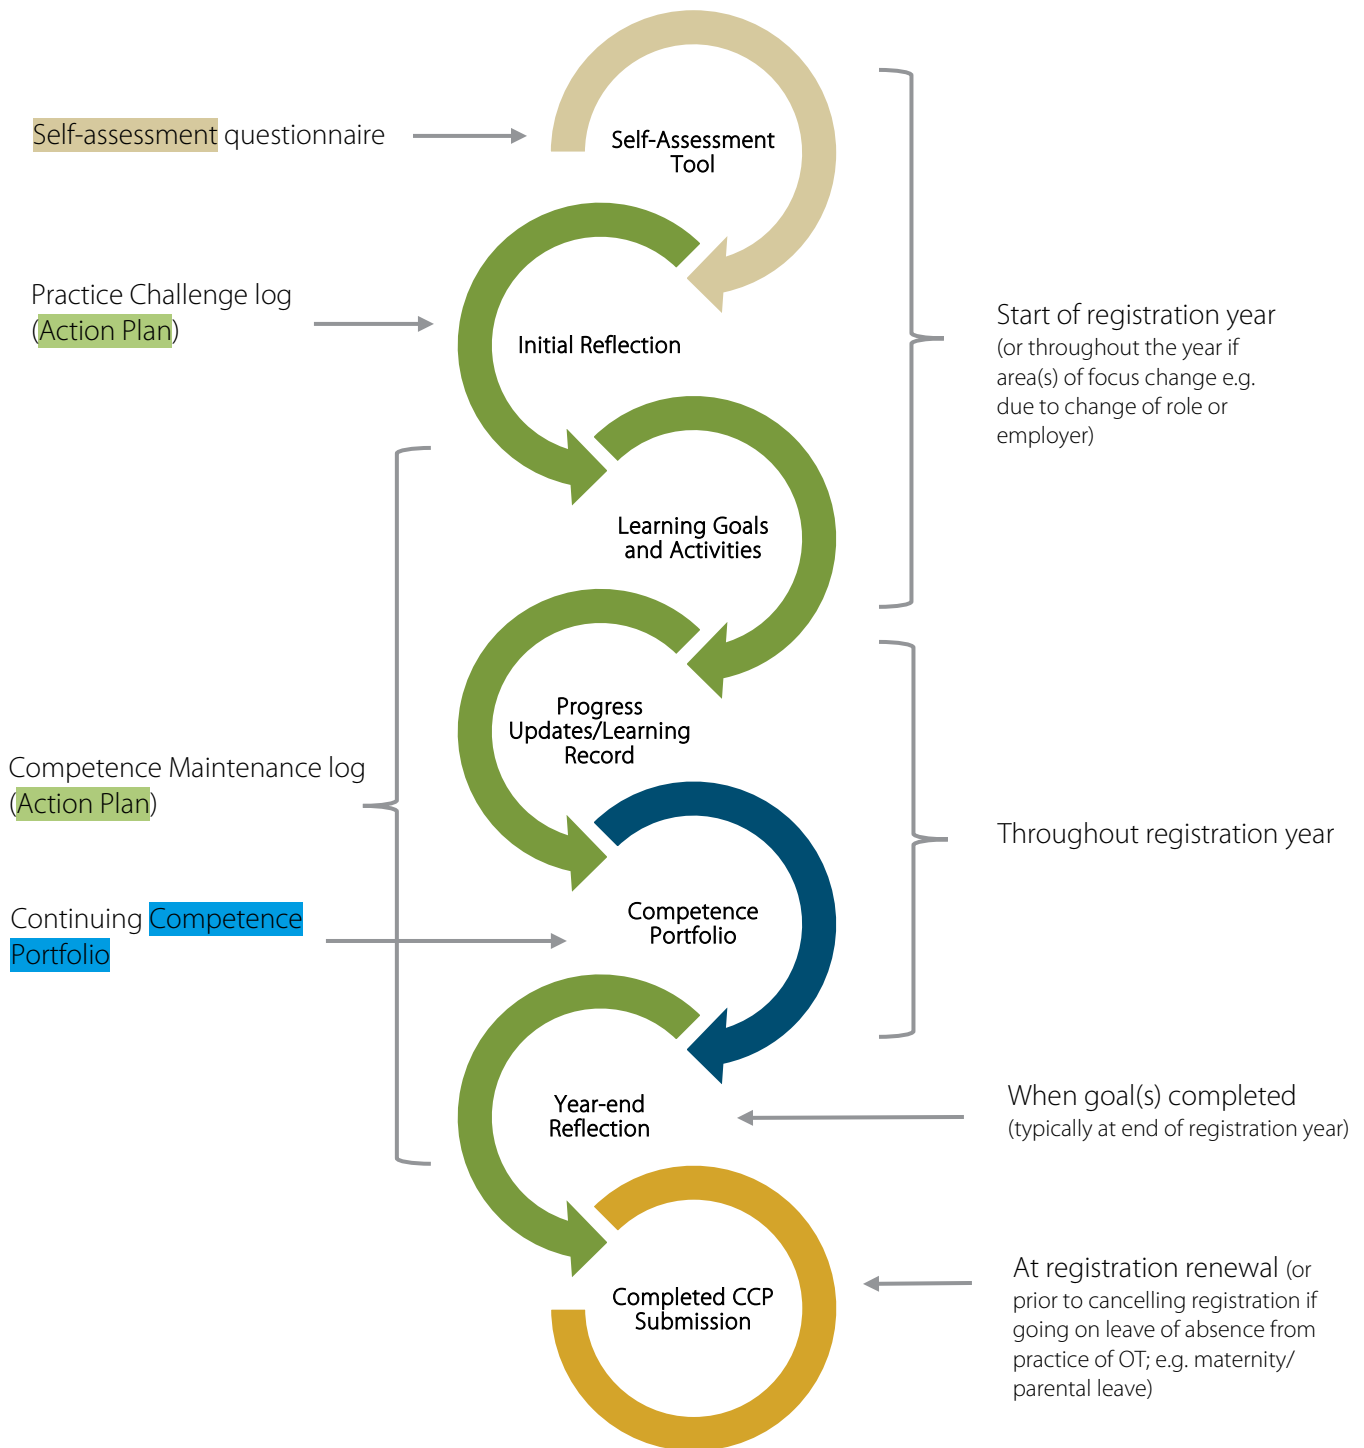 Self-Assessment
Tool
Self-assessment questionnaire
Practice Challenge log
(Action Plan)
Initial Reflection
Start of registration year
(or throughout the year if
area(s) of focus change e.g.
due to change of role or
employer)
Learning Goals
and Activities
Progress
Updates/Learning
Record
Competence Maintenance log
(Action Plan)
Throughout registration year
Continuing Competence
Portfolio
Competence
Portfolio
Year-end
Reflection
When goal(s) completed
(typically at end of registration year)
Completed CCP
Submission
At registration renewal (or
prior to cancelling registration if
going on leave of absence from
practice of OT; e.g. maternity/
parental leave)